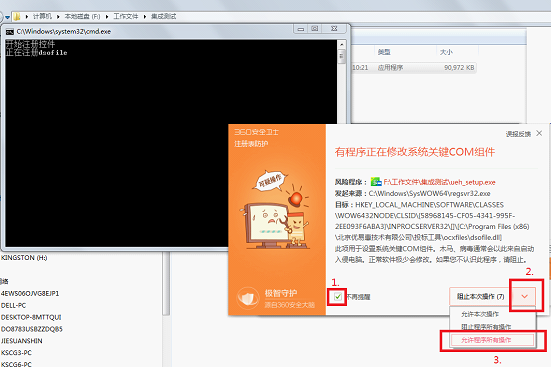 计算机 ▸ 本地磁盘 (F:) ▸ 工作文件 ▸ 集成测试
C:\Windows\system32\cmd.exe
开始注册控件
正在注册dsofile
类型
大小
10:21
应用程序
90,972 KB
360安全卫士
注册表防护
误报反馈
有程序正在修改系统关键COM组件
风险程序：
F:\工作文件\集成测试\ueh_setup.exe
发起来源：C:\Windows\SysWOW64\regsvr32.exe
目标：HKEY_LOCAL_MACHINE\SOFTWARE\CLASSES
\WOW6432NODE\CLSID\{58968145-CF05-4341-995F-
2EE093F6ABA3}\INPROCSERVER32\[][C:\Program Files (x86)
\北京优易惠技术有限公司\投标工具\ocxfiles\dsofile.dll]
此项用于设置系统关键COM组件。木马、病毒通常会以此来自启动
入侵电脑。正常软件极少会修改。如果您不认识此程序，请阻止。
可疑操作
极智守护
源自360安全大脑
1.
不再提醒
阻止本次操作 (7)
2.
允许本次操作
阻止程序所有操作
允许程序所有操作
3.
KINGSTON (H:)
网络
4EWS06OJVG8EJP1
DELL-PC
DESKTOP-8MTTQUI
DO8783USBZZDQB5
JIESUANSHIN
KSCG3-PC
KSCG6-PC